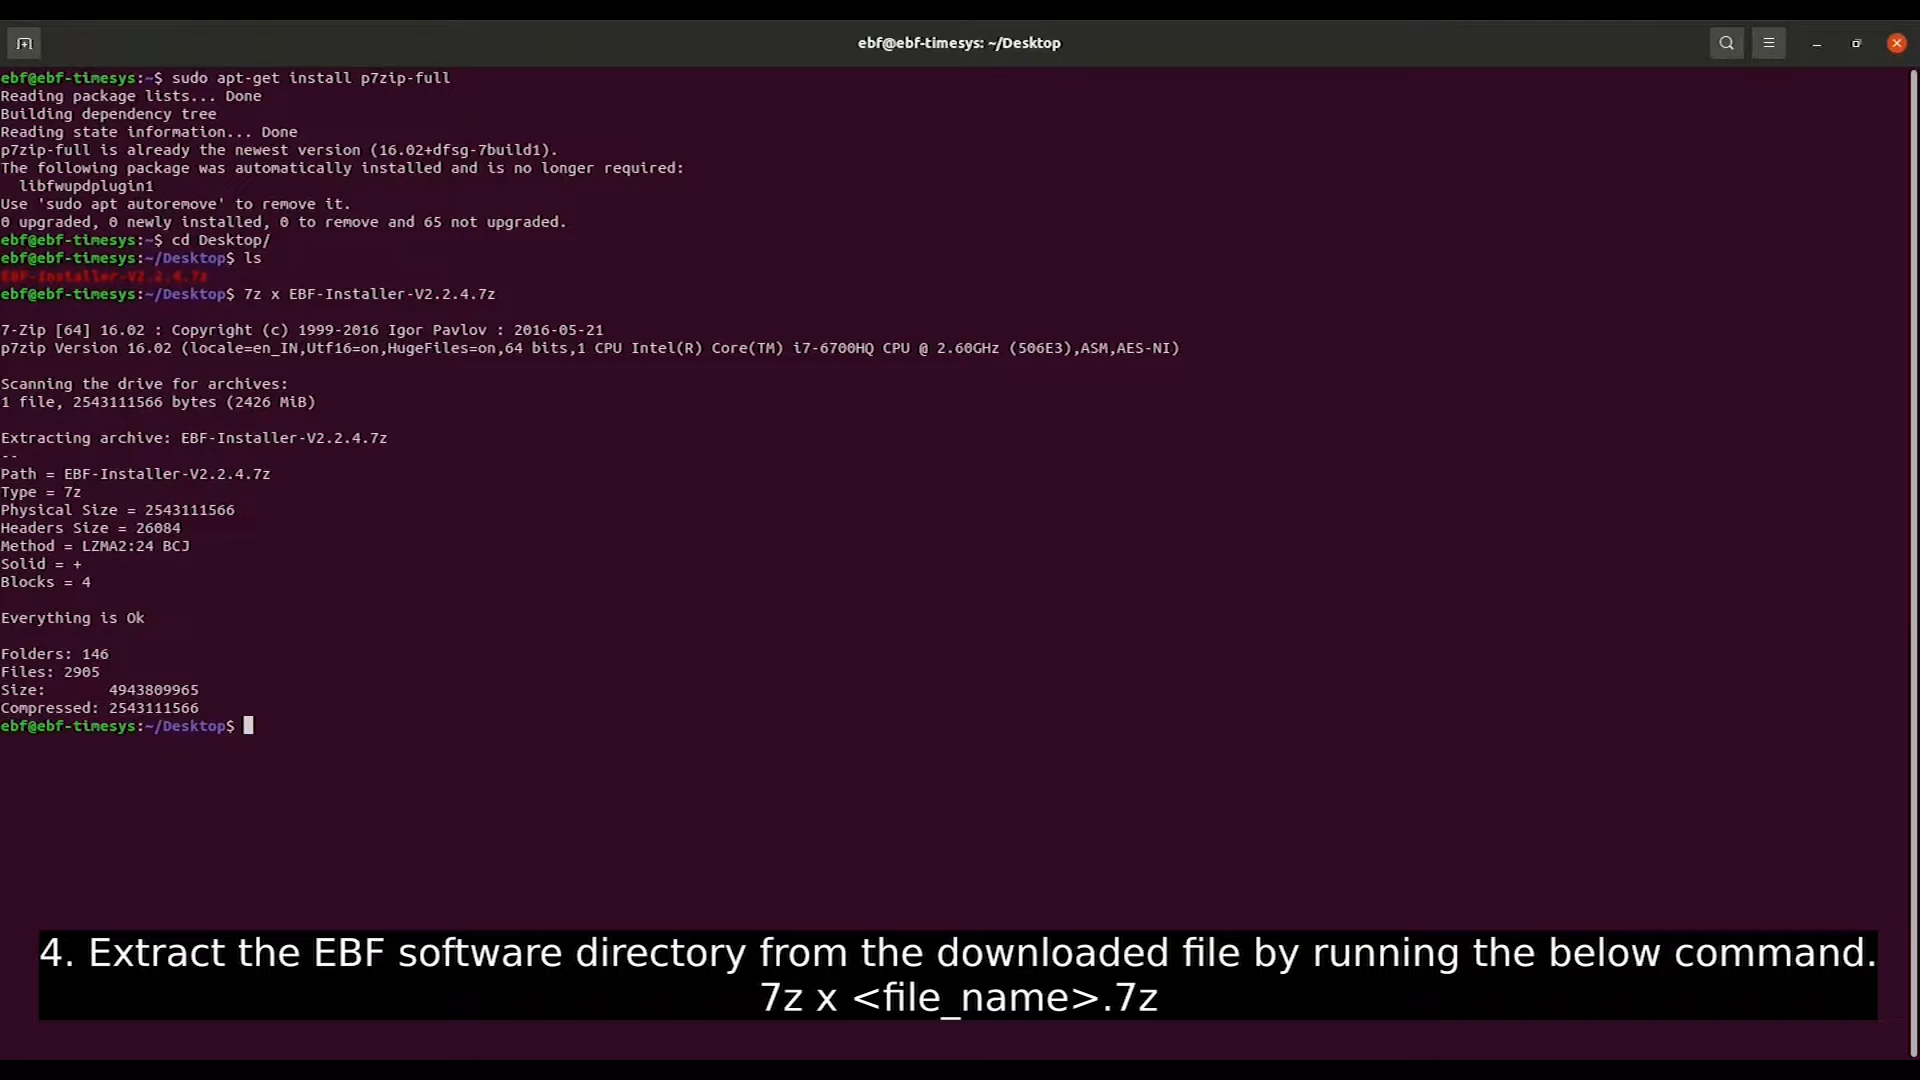 ebf@ebf-timesys: ~/Desktop
ebf@ebf-timesys:~$ sudo apt-get install p7zip-full
Reading package lists... Done
Building dependency tree
Reading state information... Done
p7zip-full is already the newest version (16.02+dfsg-7build1).
The following package was automatically installed and is no longer required:
  libfwupdplugin1
Use 'sudo apt autoremove' to remove it.
0 upgraded, 0 newly installed, 0 to remove and 65 not upgraded.
ebf@ebf-timesys:~$ cd Desktop/
ebf@ebf-timesys:~/Desktop$ ls
EBF-Installer-V2.2.4.7z
ebf@ebf-timesys:~/Desktop$ 7z x EBF-Installer-V2.2.4.7z
7-Zip [64] 16.02 : Copyright (c) 1999-2016 Igor Pavlov : 2016-05-21
p7zip Version 16.02 (locale=en_IN,Utf16=on,HugeFiles=on,64 bits,1 CPU Intel(R) Core(TM) i7-6700HQ CPU @ 2.60GHz (506E3),ASM,AES-NI)
Scanning the drive for archives:
1 file, 2543111566 bytes (2426 MiB)
Extracting archive: EBF-Installer-V2.2.4.7z
--
Path = EBF-Installer-V2.2.4.7z
Type = 7z
Physical Size = 2543111566
Headers Size = 26084
Method = LZMA2:24 BCJ
Solid = +
Blocks = 4
Everything is Ok
Folders: 146
Files: 2905
Size:       4943809965
Compressed: 2543111566
ebf@ebf-timesys:~/Desktop$
4. Extract the EBF software directory from the downloaded file by running the below command.
7z x <file_name>.7z